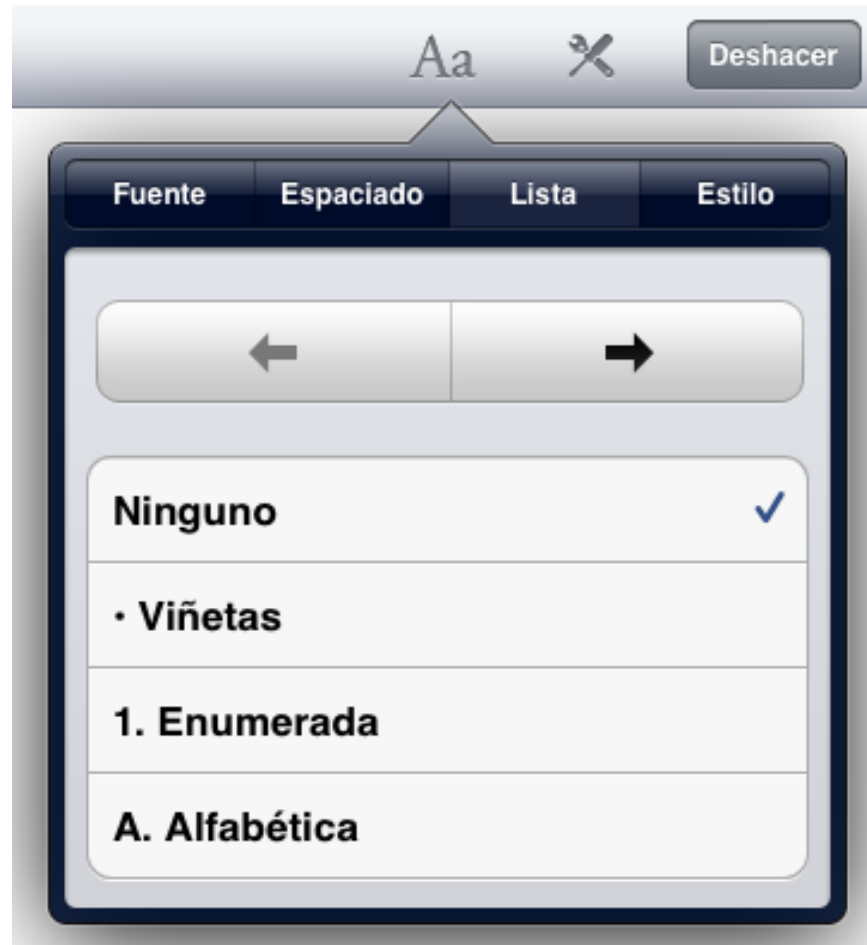 Aa Deshacer
Fuente Espaciado Lista Estilo
Ninguno
· Viñetas
1. Enumerada
A. Alfabética